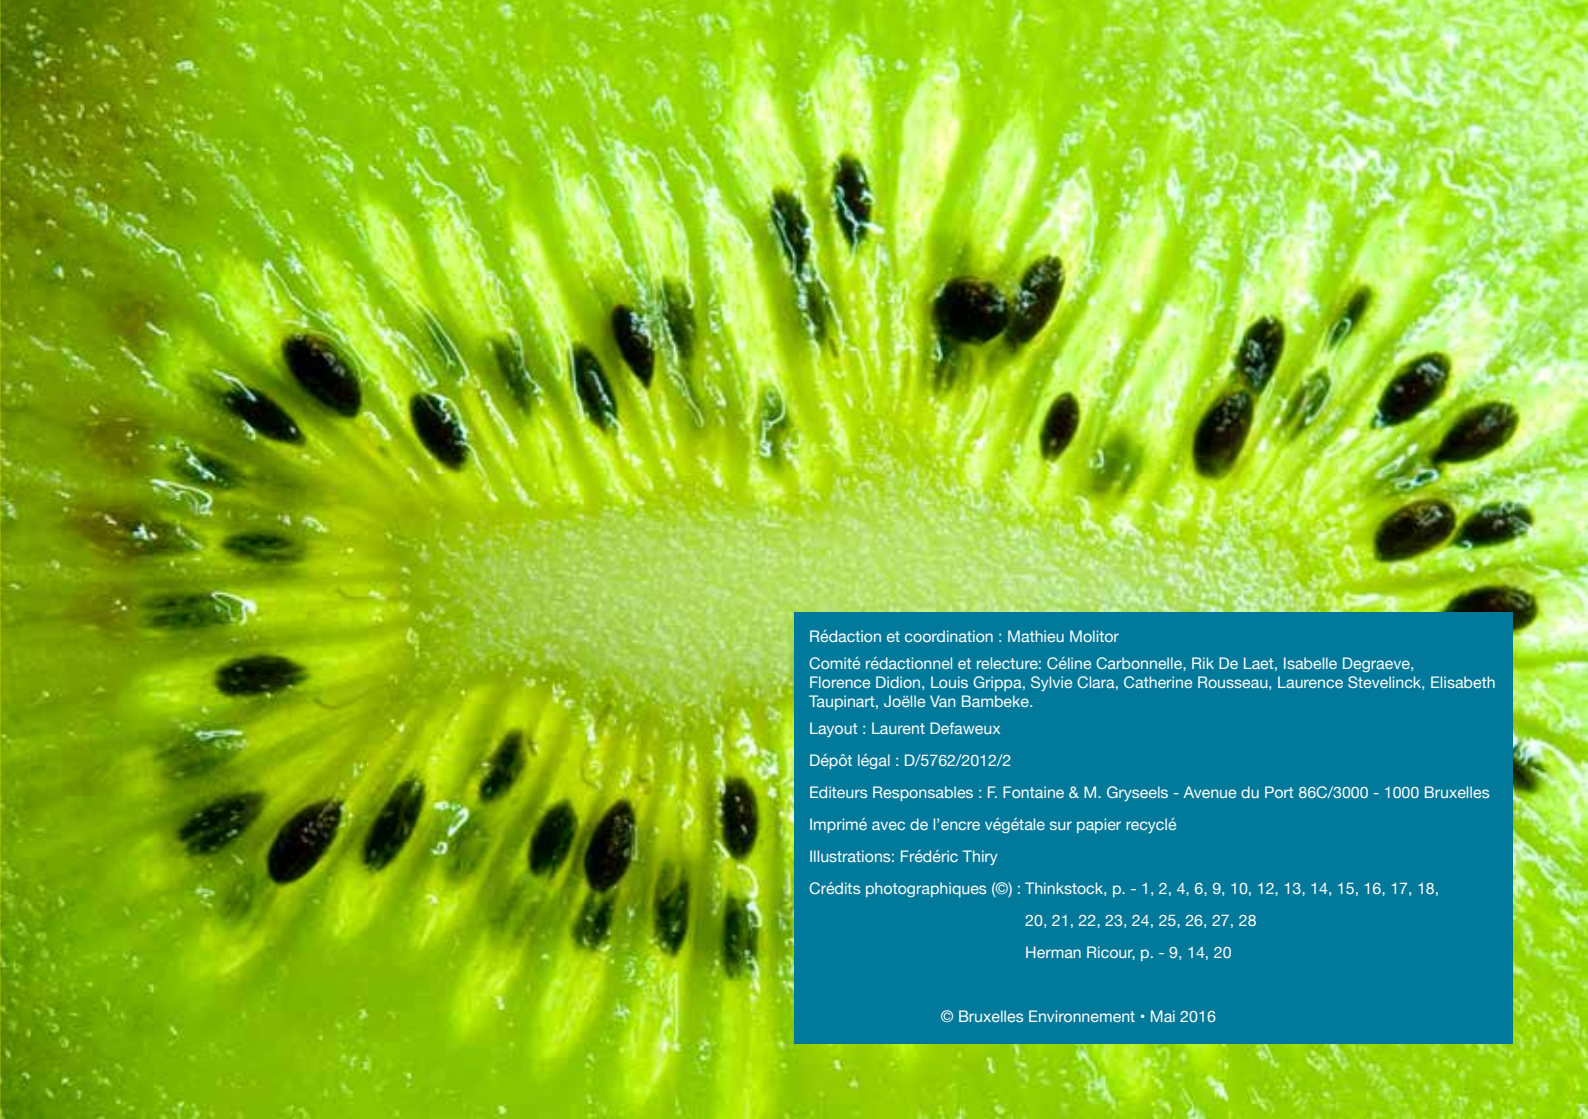 Rédaction et coordination : Mathieu Molitor
Comité rédactionnel et relecture: Céline Carbonnelle, Rik De Laet, Isabelle Degraeve,
Florence Didion, Louis Grippa, Sylvie Clara, Catherine Rousseau, Laurence Stevelinck, Elisabeth
Taupinart, Joëlle Van Bambeke.
Layout : Laurent Defaweux
Dépôt légal : D/5762/2012/2
Editeurs Responsables : F. Fontaine & M. Gryseels - Avenue du Port 86C/3000 - 1000 Bruxelles
Imprimé avec de l'encre végétale sur papier recyclé
Illustrations: Frédéric Thiry
Crédits photographiques (©) : Thinkstock, p. - 1, 2, 4, 6, 9, 10, 12, 13, 14, 15, 16, 17, 18,
20, 21, 22, 23, 24, 25, 26, 27, 28
Herman Ricour, p. - 9, 14, 20
© Bruxelles Environnement • Mai 2016